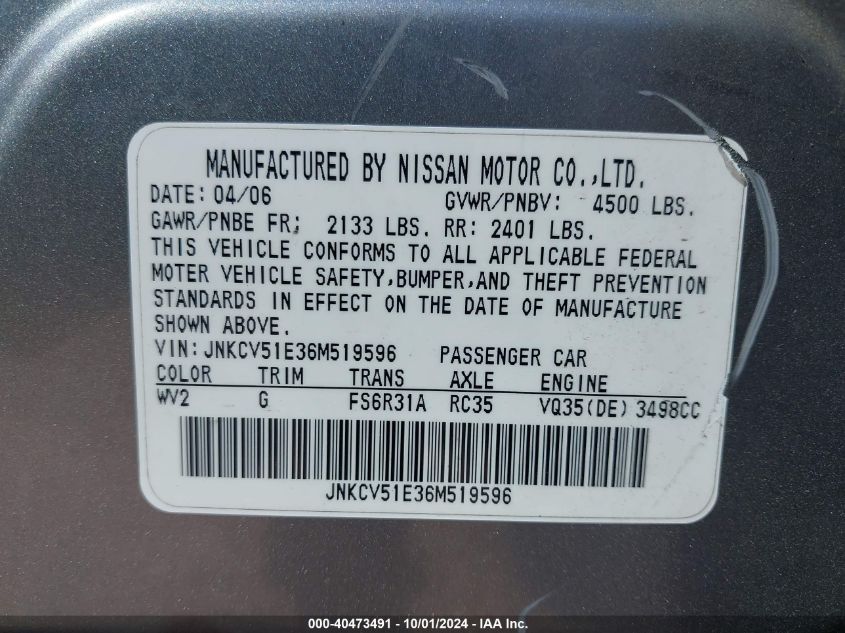 MANUFACTURED BY NISSAN MOTOR CO.,LTD.
DATE: 04/06 GVWR/PNBV: 4500 LBS.
GAWR/PNBE FR: 2133 LBS. RR: 2401 LBS.
THIS VEHICLE CONFORMS TO ALL APPLICABLE FEDERAL
MOTER VEHICLE SAFETY,BUMPER,AND THEFT PREVENTION
STANDARDS IN EFFECT ON THE DATE OF MANUFACTURE
SHOWN ABOVE.
VIN: JNKCV51E36M519596 PASSENGER CAR
COLOR TRIM TRANS AXLE ENGINE
WV2 G FS6R31A RC35 VQ35(DE) 3498CC
JNKCV51E36M519596
000-40473491 - 10/01/2024 - IAA Inc.